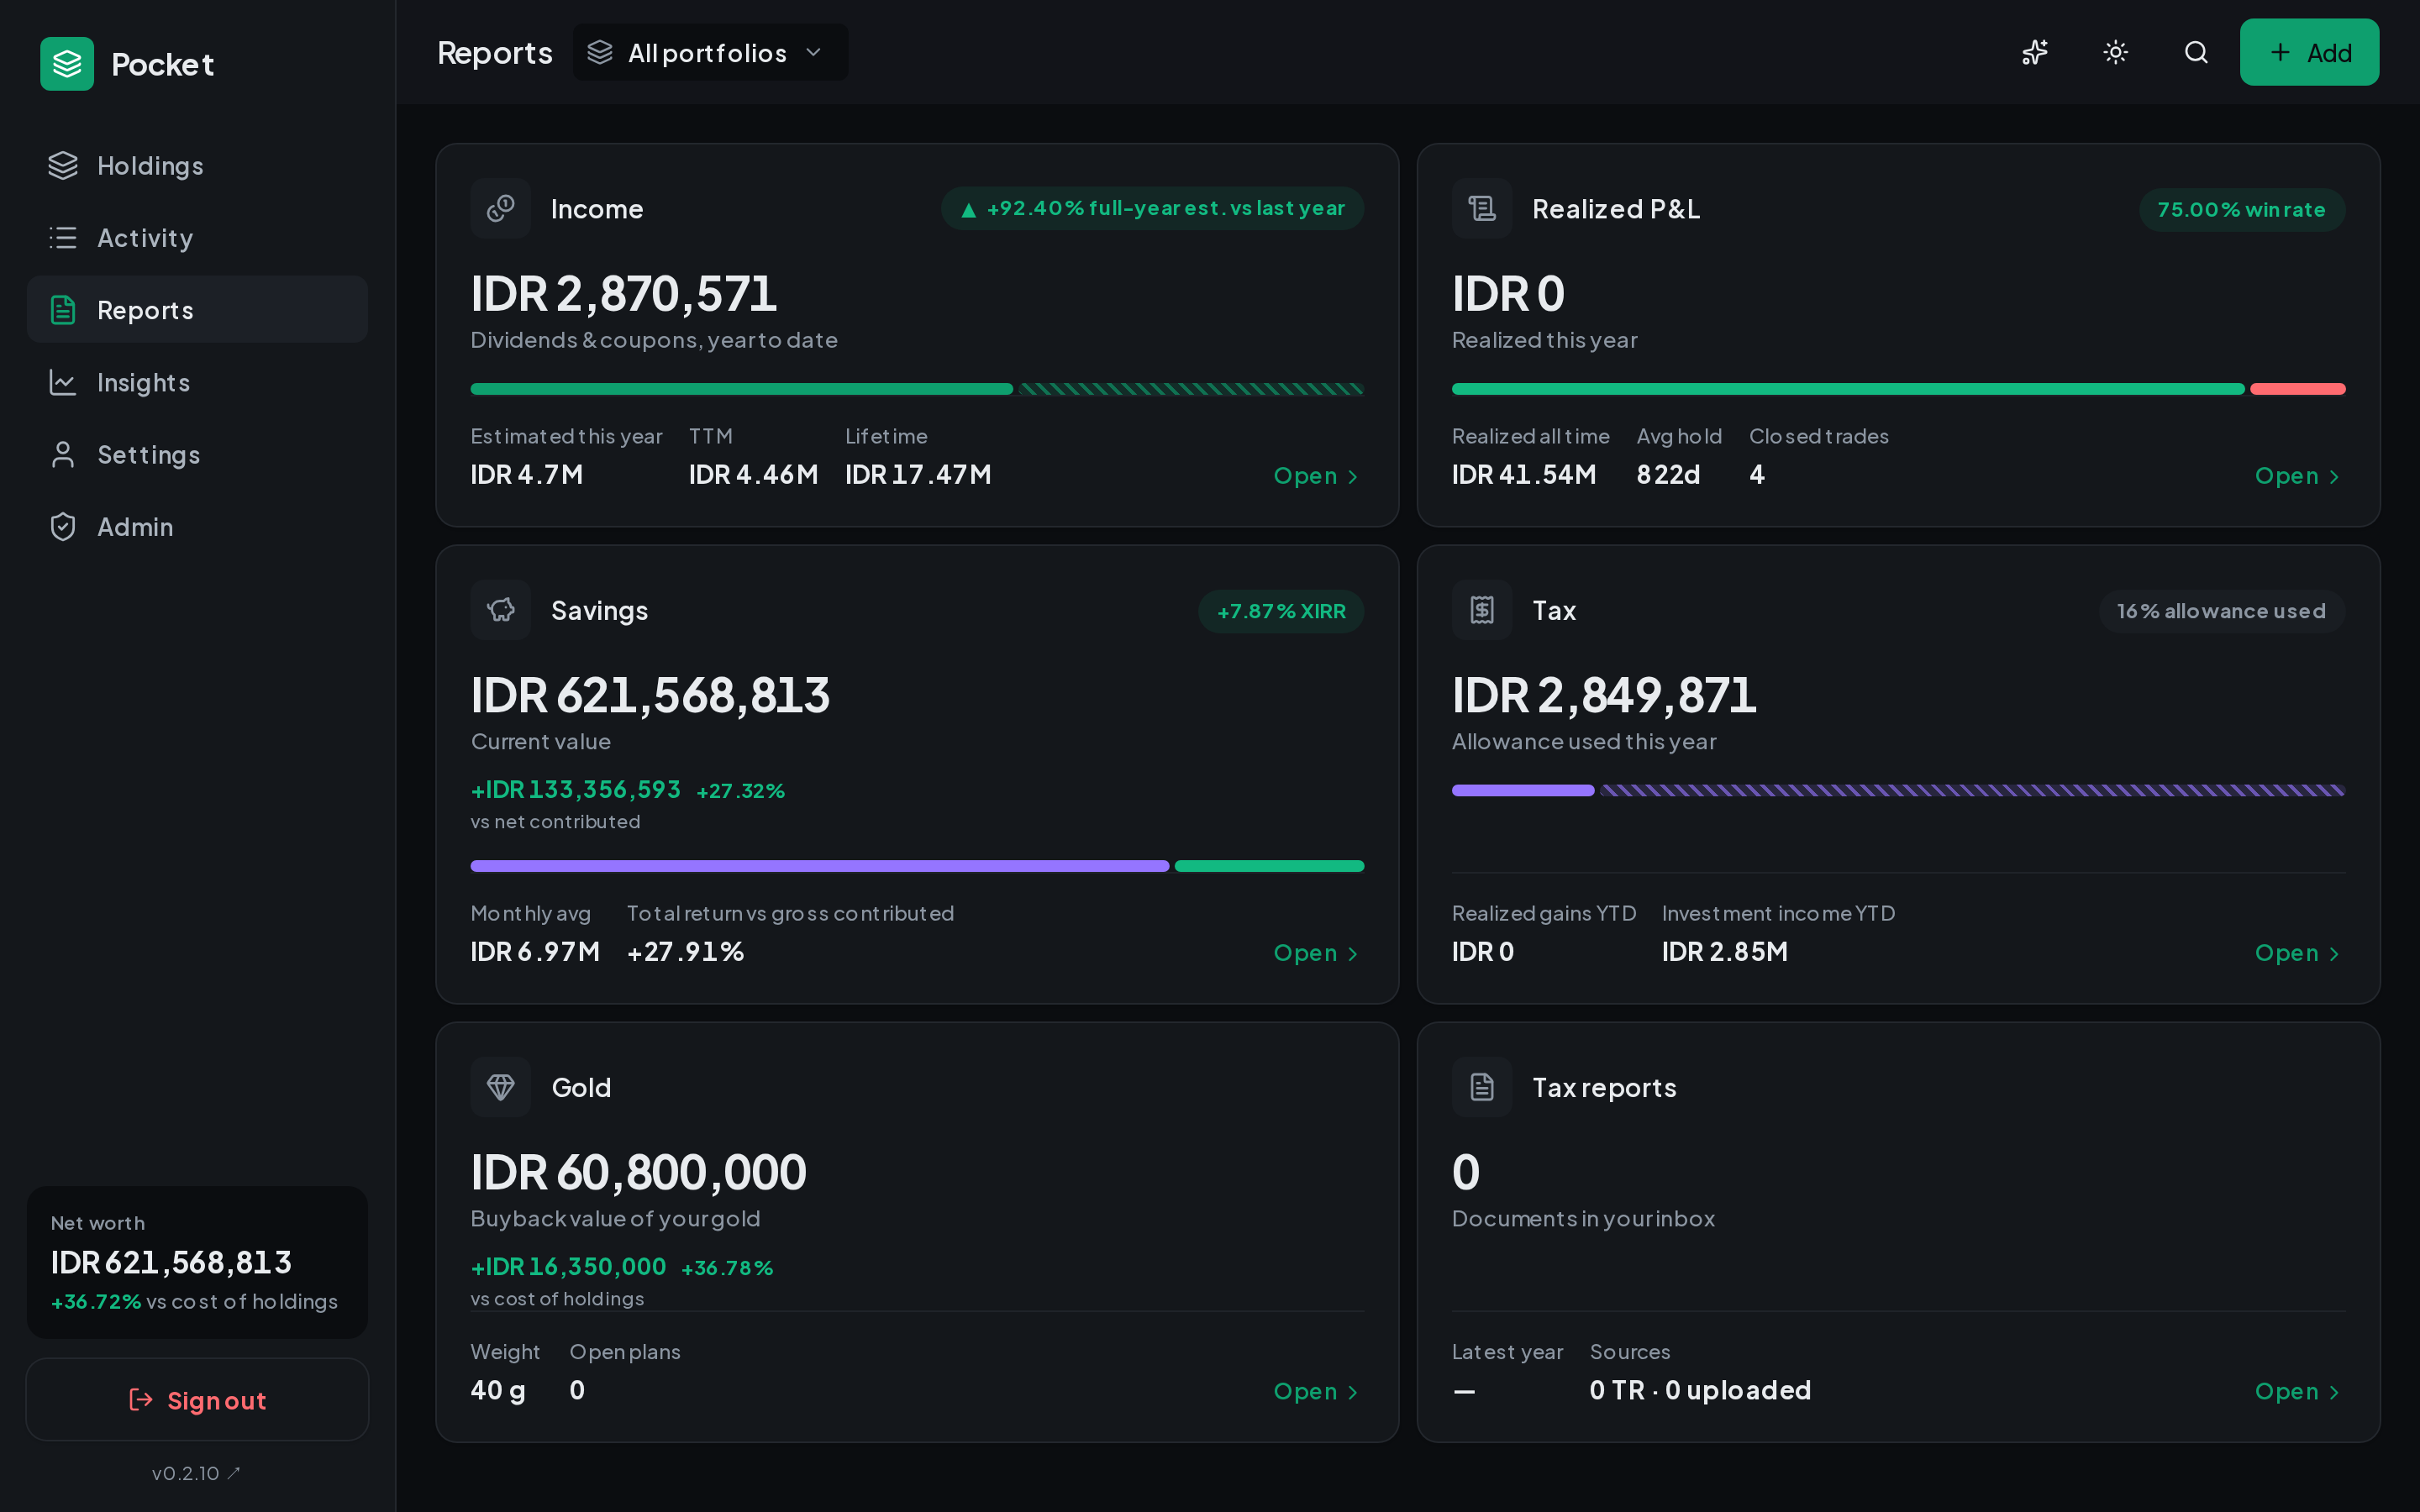 Pocket
Holdings
Activity
Reports
Insights
Settings
Admin
Net worth
IDR 621,568,813
+36.72% vs cost of holdings
Sign out
v0.2.10 ↗
Reports
All portfolios
Add
Income
▲ +92.40% full-year est. vs last year
IDR 2,870,571
Dividends & coupons, year to date
Estimated this year TTM Lifetime
IDR 4.7M IDR 4.46M IDR 17.47M
Open
Realized P&L
75.00% win rate
IDR 0
Realized this year
Realized all time Avg hold Closed trades
IDR 41.54M 822d 4
Open
Savings
+7.87% XIRR
IDR 621,568,813
Current value
+IDR 133,356,593 +27.32%
vs net contributed
Monthly avg Total return vs gross contributed
IDR 6.97M +27.91%
Open
Tax
16% allowance used
IDR 2,849,871
Allowance used this year
Realized gains YTD Investment income YTD
IDR 0 IDR 2.85M
Open
Gold
IDR 60,800,000
Buyback value of your gold
+IDR 16,350,000 +36.78%
vs cost of holdings
Weight Open plans
40 g 0
Open
Tax reports
0
Documents in your inbox
Latest year Sources
— 0 TR · 0 uploaded
Open